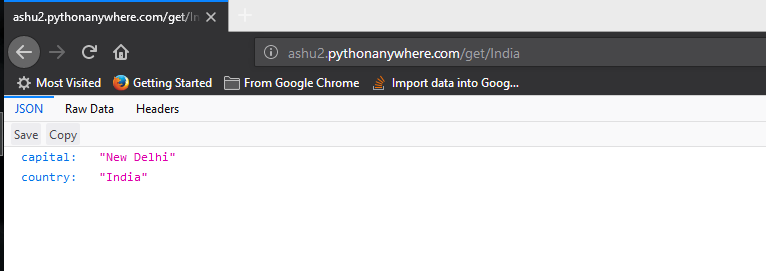 ashu2.pythonanywhere.com/get/In
ashu2.pythonanywhere.com/get/India
Most Visited Getting Started From Google Chrome Import data into Goog...
JSON Raw Data Headers
Save Copy
capital: "New Delhi"
country: "India"